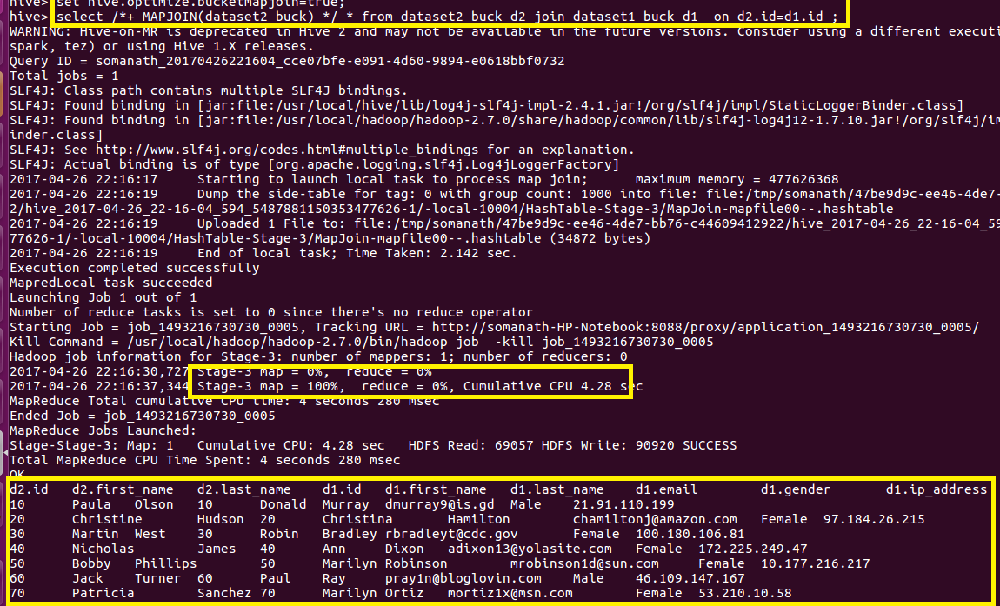 hive> set hive.optimize.bucketmapjoin=true;
hive> select /*+ MAPJOIN(dataset2_buck) */ * from dataset2_buck d2 join dataset1_buck d1  on d2.id=d1.id ;
WARNING: Hive-on-MR is deprecated in Hive 2 and may not be available in the future versions. Consider using a different executi
spark, tez) or using Hive 1.X releases.
Query ID = somanath_20170426221604_cce07bfe-e091-4d60-9894-e0618bbf0732
Total jobs = 1
SLF4J: Class path contains multiple SLF4J bindings.
SLF4J: Found binding in [jar:file:/usr/local/hive/lib/log4j-slf4j-impl-2.4.1.jar!/org/slf4j/impl/StaticLoggerBinder.class]
SLF4J: Found binding in [jar:file:/usr/local/hadoop/hadoop-2.7.0/share/hadoop/common/lib/slf4j-log4j12-1.7.10.jar!/org/slf4j/im
inder.class]
SLF4J: See http://www.slf4j.org/codes.html#multiple_bindings for an explanation.
SLF4J: Actual binding is of type [org.apache.logging.slf4j.Log4jLoggerFactory]
2017-04-26 22:16:17     Starting to launch local task to process map join;      maximum memory = 477626368
2017-04-26 22:16:19     Dump the side-table for tag: 0 with group count: 1000 into file: file:/tmp/somanath/47be9d9c-ee46-4de7-
2/hive_2017-04-26_22-16-04_594_5487881150353477626-1/-local-10004/HashTable-Stage-3/MapJoin-mapfile00--.hashtable
2017-04-26 22:16:19     Uploaded 1 File to: file:/tmp/somanath/47be9d9c-ee46-4de7-bb76-c44609412922/hive_2017-04-26_22-16-04_59
77626-1/-local-10004/HashTable-Stage-3/MapJoin-mapfile00--.hashtable (34872 bytes)
2017-04-26 22:16:19     End of local task; Time Taken: 2.142 sec.
Execution completed successfully
MapredLocal task succeeded
Launching Job 1 out of 1
Number of reduce tasks is set to 0 since there's no reduce operator
Starting Job = job_1493216730730_0005, Tracking URL = http://somanath-HP-Notebook:8088/proxy/application_1493216730730_0005/
Kill Command = /usr/local/hadoop/hadoop-2.7.0/bin/hadoop job  -kill job_1493216730730_0005
Hadoop job information for Stage-3: number of mappers: 1; number of reducers: 0
2017-04-26 22:16:30,727 Stage-3 map = 0%,  reduce = 0%
2017-04-26 22:16:37,344 Stage-3 map = 100%,  reduce = 0%, Cumulative CPU 4.28 sec
MapReduce Total cumulative CPU time: 4 seconds 280 msec
Ended Job = job_1493216730730_0005
MapReduce Jobs Launched:
Stage-Stage-3: Map: 1   Cumulative CPU: 4.28 sec   HDFS Read: 69057 HDFS Write: 90920 SUCCESS
Total MapReduce CPU Time Spent: 4 seconds 280 msec
OK
d2.id   d2.first_name   d2.last_name    d1.id   d1.first_name   d1.last_name    d1.email        d1.gender       d1.ip_address
10      Paula   Olson   10      Donald  Murray  dmurray9@is.gd  Male    21.91.110.199
20      Christine       Hudson  20      Christina       Hamilton        chamiltonj@amazon.com   Female  97.184.26.215
30      Martin  West    30      Robin   Bradley rbradleyt@cdc.gov       Female  100.180.106.81
40      Nicholas        James   40      Ann     Dixon   adixon13@yolasite.com   Female  172.225.249.47
50      Bobby   Phillips        50      Marilyn Robinson        mrobinson1d@sun.com     Female  10.177.216.217
60      Jack    Turner  60      Paul    Ray     pray1n@bloglovin.com    Male    46.109.147.167
70      Patricia        Sanchez 70      Marilyn Ortiz   mortiz1x@msn.com        Female  53.210.10.58